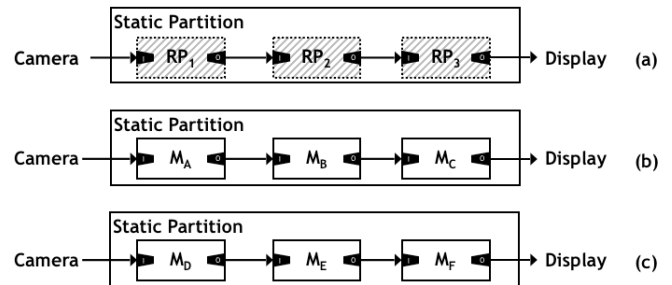 Static Partition
Camera I RP1 O I RP2 O I RP3 O Display (a)
Static Partition
Camera I MA O I MB O I MC O Display (b)
Static Partition
Camera I MD O I ME O I MF O Display (c)